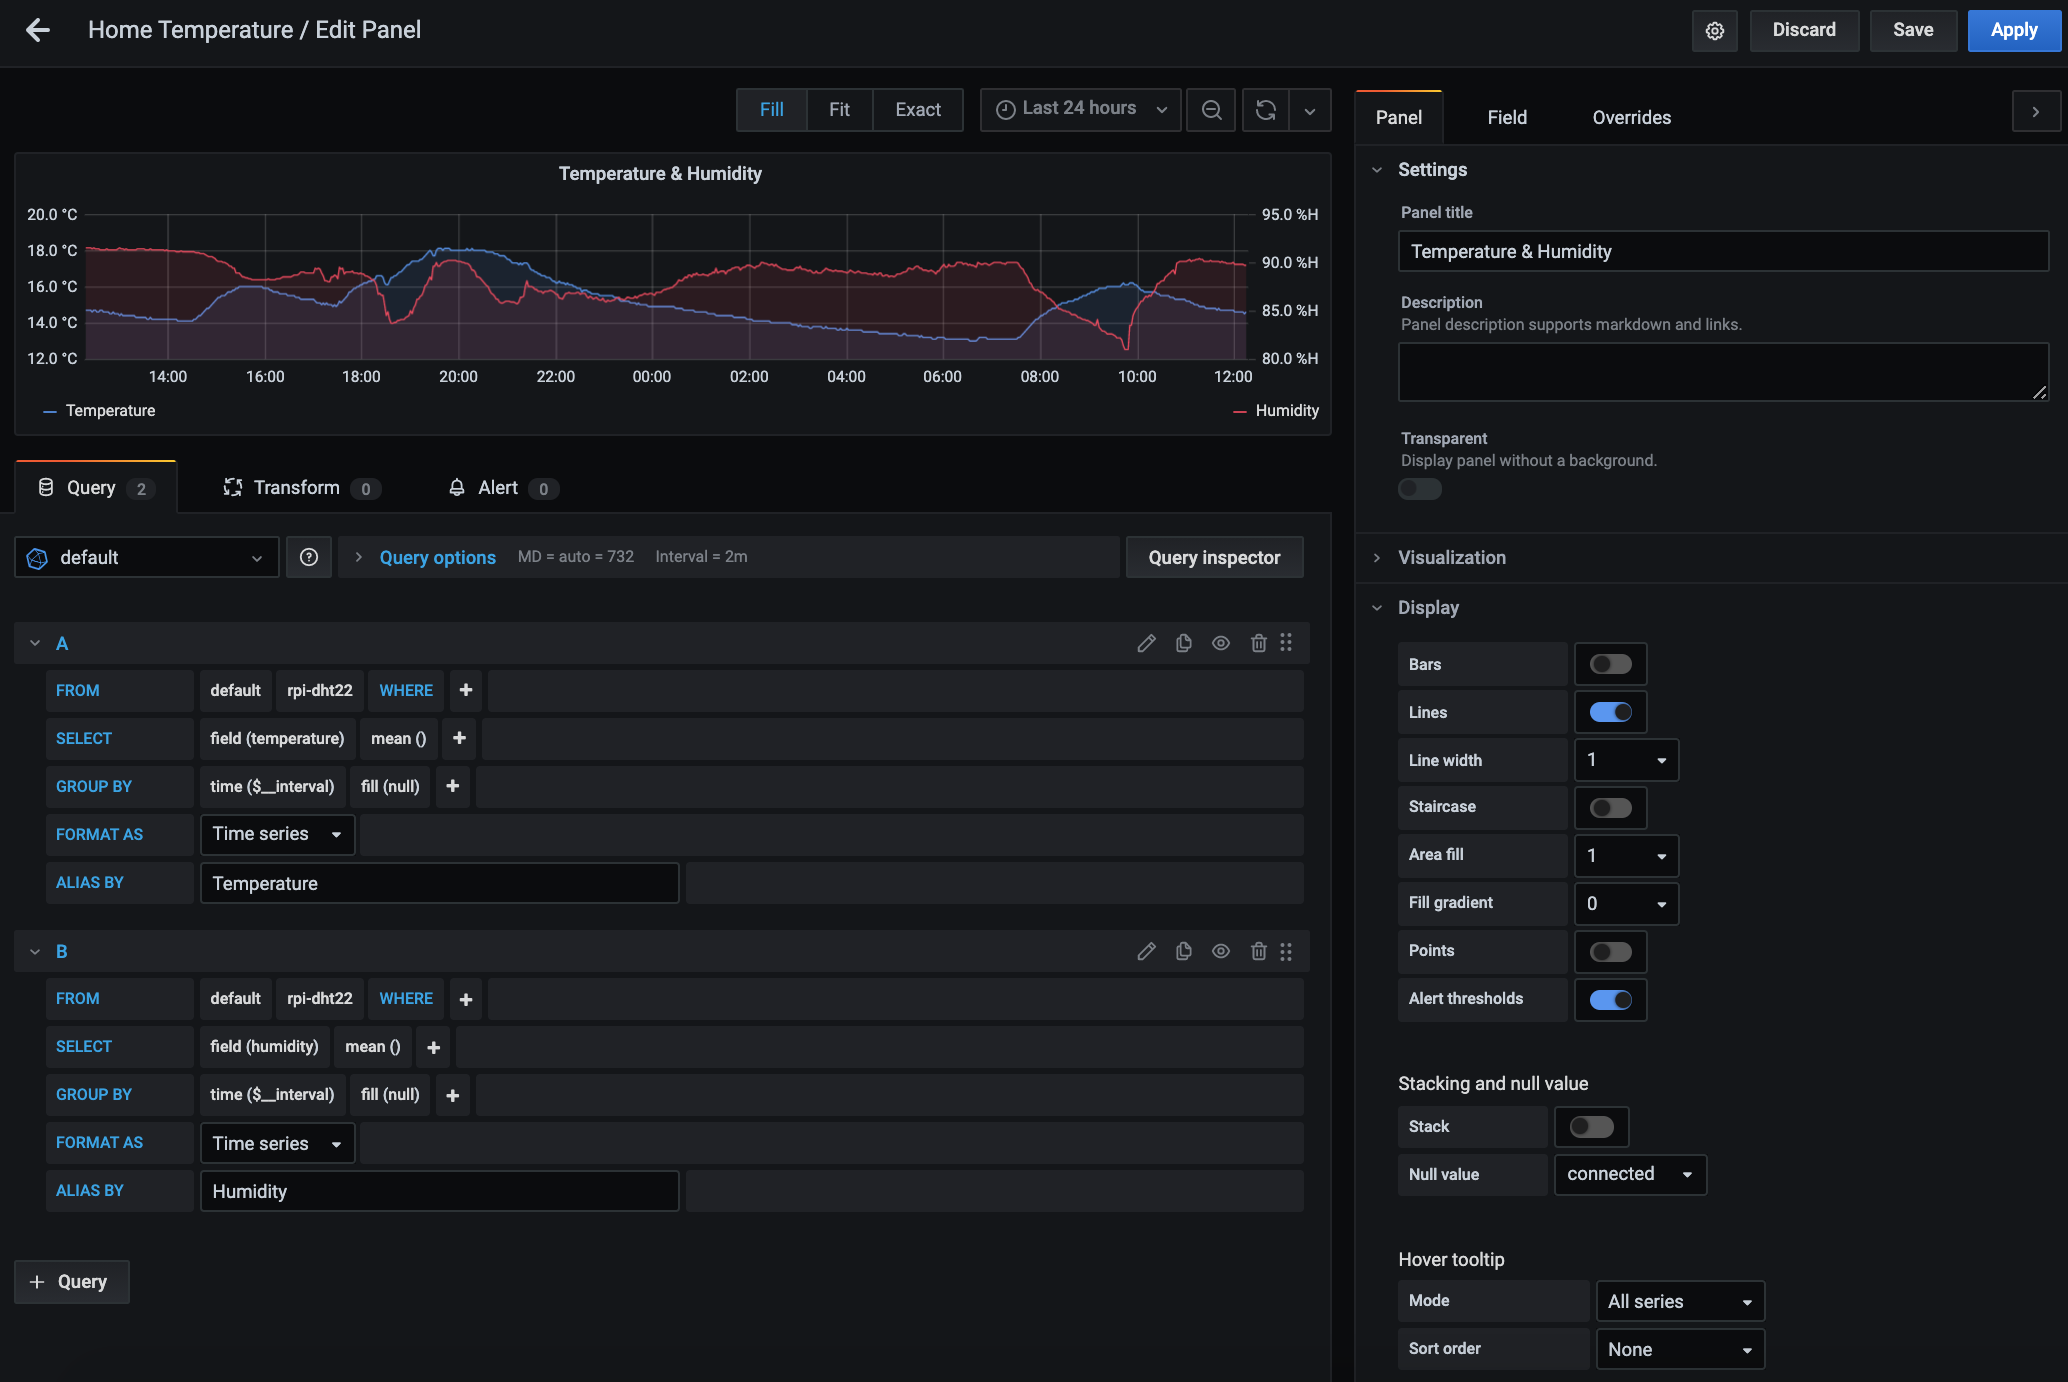 Home Temperature / Edit Panel
Discard
Save
Apply
Fill
Fit
Exact
Last 24 hours
Temperature & Humidity
20.0 °C
18.0 °C
16.0 °C
14.0 °C
12.0 °C
95.0 %H
90.0 %H
85.0 %H
80.0 %H
14:00 16:00 18:00 20:00 22:00 00:00 02:00 04:00 06:00 08:00 10:00 12:00
Temperature
Humidity
Query 2
Transform 0
Alert 0
default
Query options MD = auto = 732 Interval = 2m
Query inspector
A
FROM default rpi-dht22 WHERE +
SELECT field (temperature) mean () +
GROUP BY time ($__interval) fill (null) +
FORMAT AS Time series
ALIAS BY Temperature
B
FROM default rpi-dht22 WHERE +
SELECT field (humidity) mean () +
GROUP BY time ($__interval) fill (null) +
FORMAT AS Time series
ALIAS BY Humidity
+ Query
Panel
Field
Overrides
Settings
Panel title
Temperature & Humidity
Description
Panel description supports markdown and links.
Transparent
Display panel without a background.
Visualization
Display
Bars
Lines
Line width 1
Staircase
Area fill 1
Fill gradient 0
Points
Alert thresholds
Stacking and null value
Stack
Null value connected
Hover tooltip
Mode All series
Sort order None